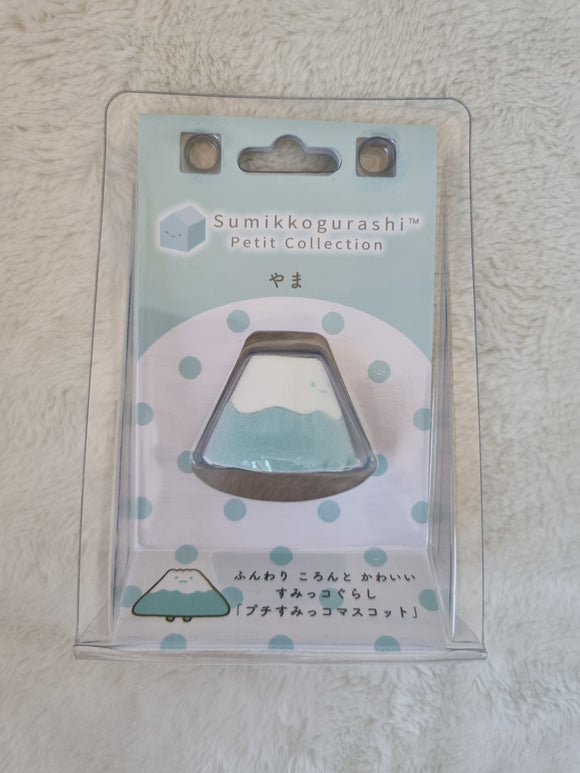 Sumikkogurashi™
Petit Collection
やま
ふんわり ころんと かわいい
すみっコぐらし
「プチすみっコマスコット」